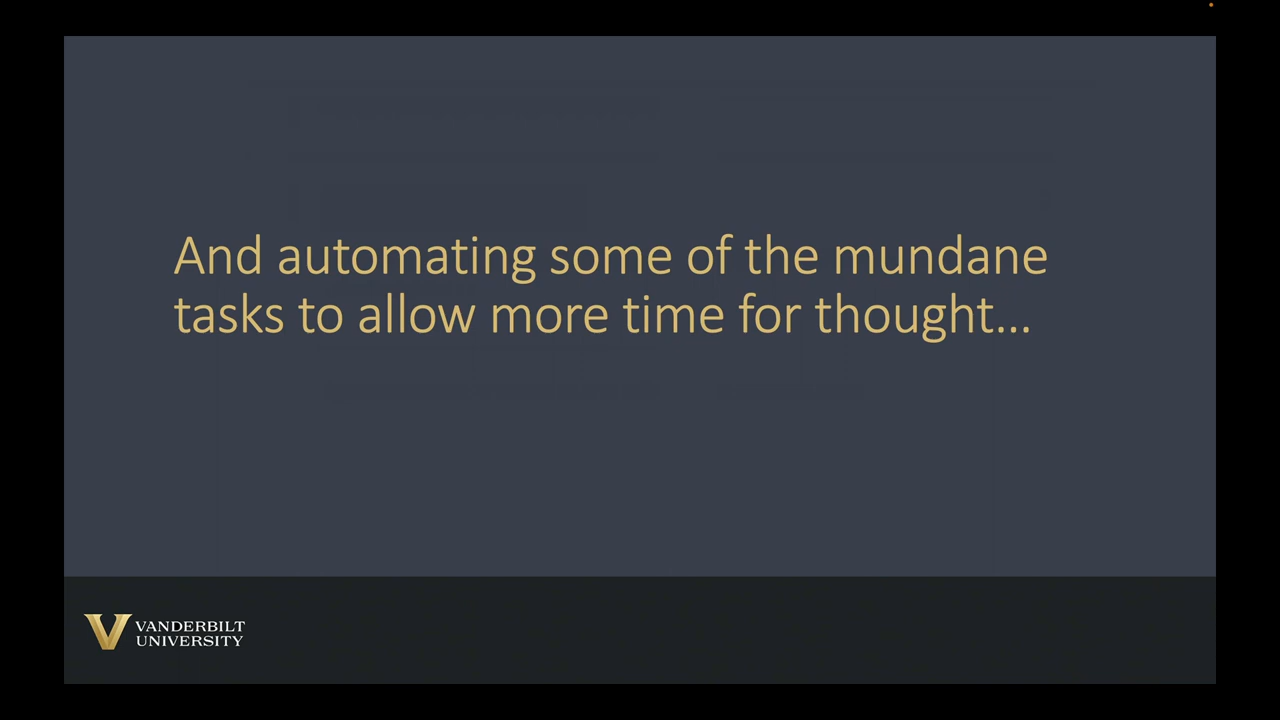 And automating some of the mundane
tasks to allow more time for thought...
VANDERBILT
UNIVERSITY